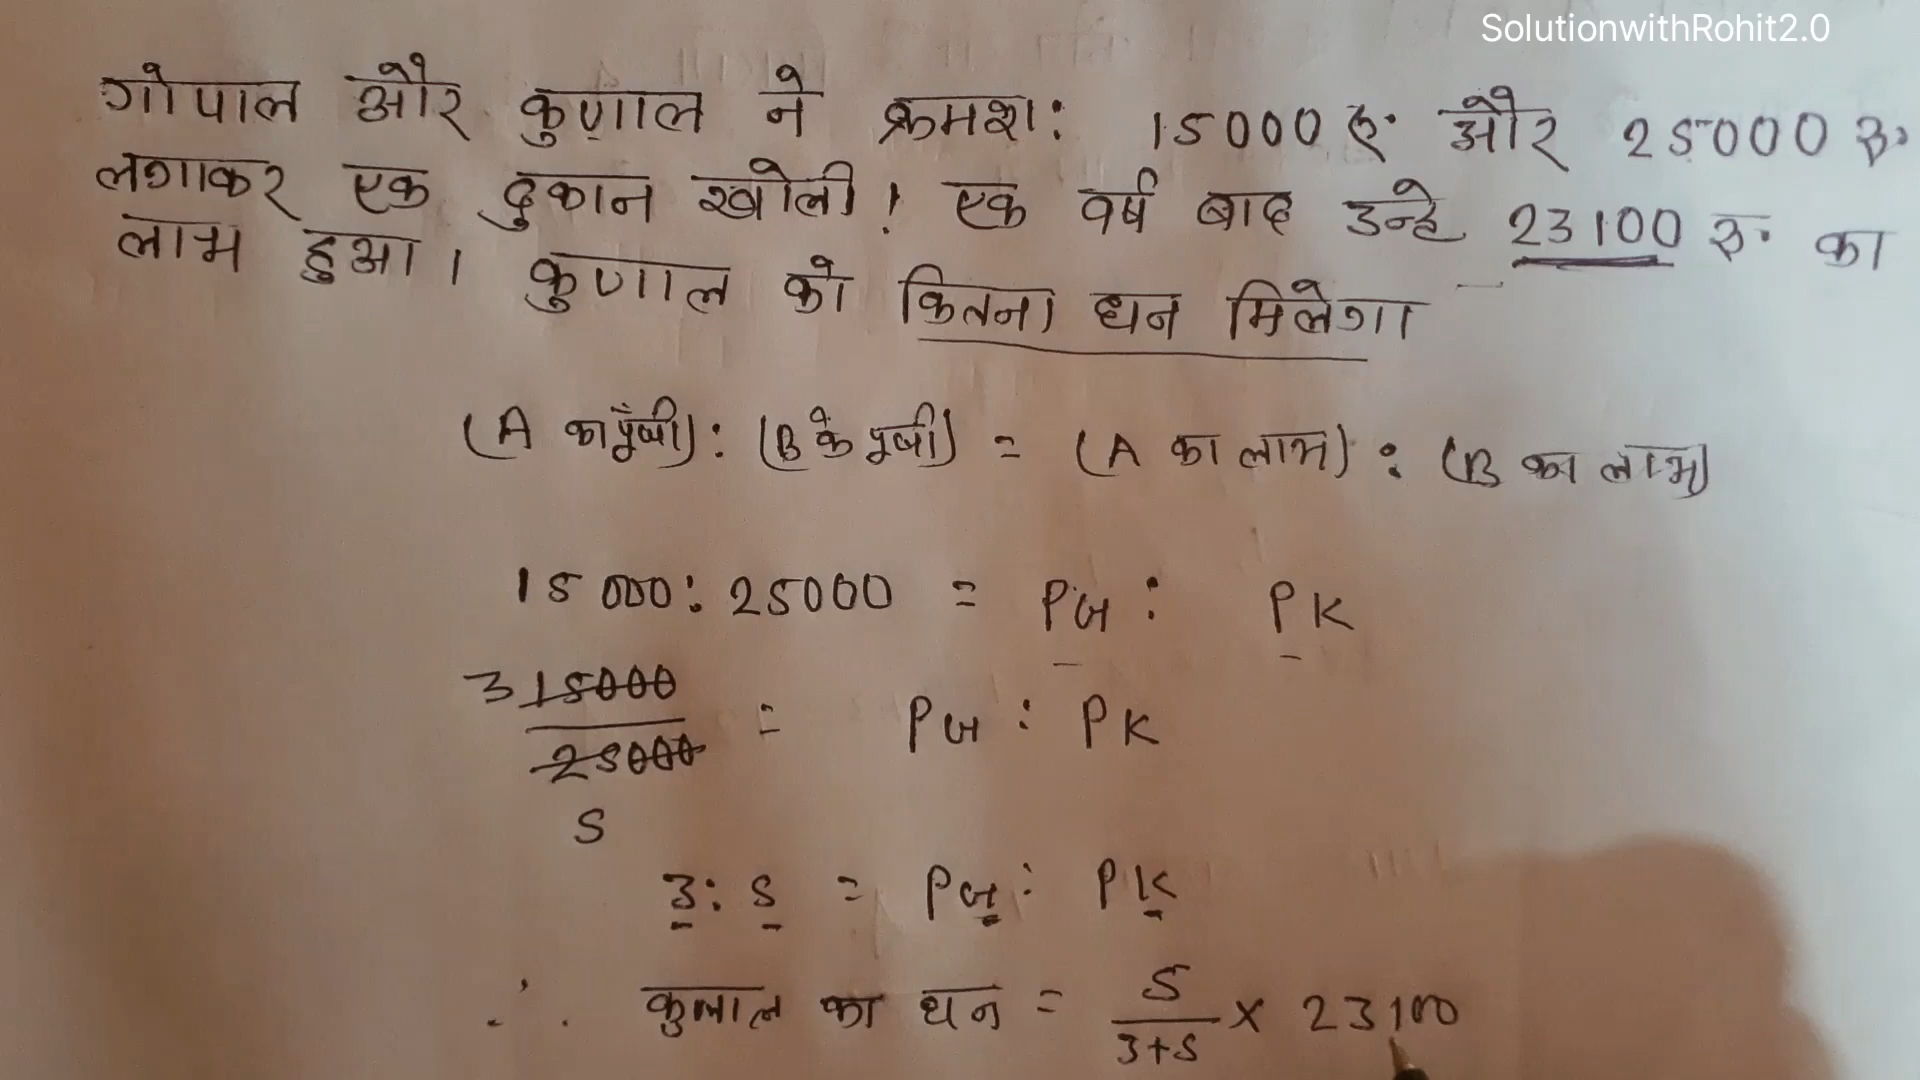 SolutionwithRohit2.0
गोपाल और कुणाल ने क्रमशः 15000 रु. और 25000 रु.
लगाकर एक दुकान खोली। एक वर्ष बाद उन्हे 23100 रु. का
लाभ हुआ। कुणाल को कितना धन मिलेगा
(A का पूँजी) : (B के पूजी) = (A का लाभ) : (B का लाभ)
15000 : 25000 = PG : PK
3 15000
25000 = PG : PK
5
3 : 5 = PG : PK
∴ कुणाल का धन = 5/3+5 × 23100